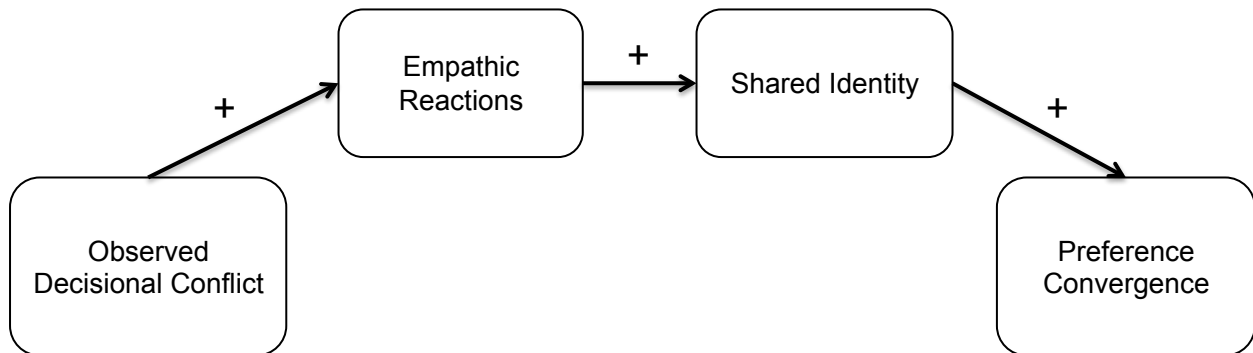 Observed
Decisional Conflict
+
Empathic
Reactions
+
Shared Identity
+
Preference
Convergence